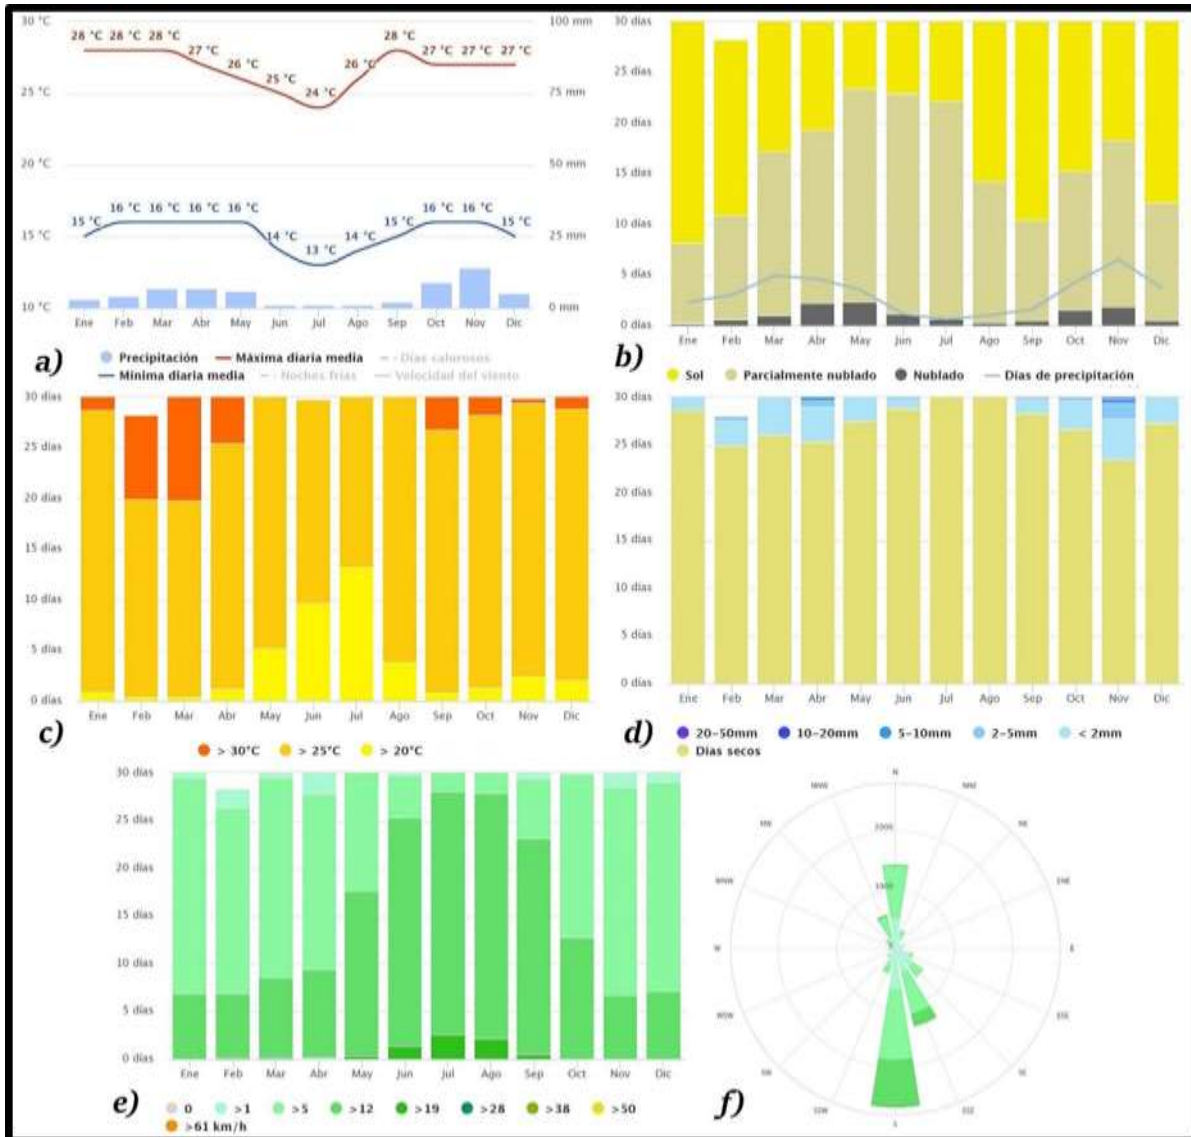 30 °C
100 mm
28 °C 28 °C 28 °C 27 °C 26 °C 25 °C 24 °C 26 °C 28 °C 27 °C 27 °C 27 °C
25 °C
75 mm
20 °C
50 mm
15 °C 16 °C 16 °C 16 °C 16 °C 14 °C 13 °C 14 °C 15 °C 16 °C 16 °C 15 °C
15 °C
25 mm
10 °C
0 mm
Ene Feb Mar Abr May Jun Jul Ago Sep Oct Nov Dic
a)
Precipitación Máxima diaria media Días calurosos
Mínima diaria media Noches frías Velocidad del viento
30 días
25 días
20 días
15 días
10 días
5 días
0 días
Ene Feb Mar Abr May Jun Jul Ago Sep Oct Nov Dic
b)
Sol Parcialmente nublado Nublado Días de precipitación
30 días
25 días
20 días
15 días
10 días
5 días
0 días
Ene Feb Mar Abr May Jun Jul Ago Sep Oct Nov Dic
c)
> 30°C > 25°C > 20°C
30 días
25 días
20 días
15 días
10 días
5 días
0 días
Ene Feb Mar Abr May Jun Jul Ago Sep Oct Nov Dic
d)
20-50mm 10-20mm 5-10mm 2-5mm < 2mm
Días secos
30 días
25 días
20 días
15 días
10 días
5 días
0 días
Ene Feb Mar Abr May Jun Jul Ago Sep Oct Nov Dic
e)
0 >1 >5 >12 >19 >28 >38 >50
>61 km/h
N
2000
1000
W
E
f)